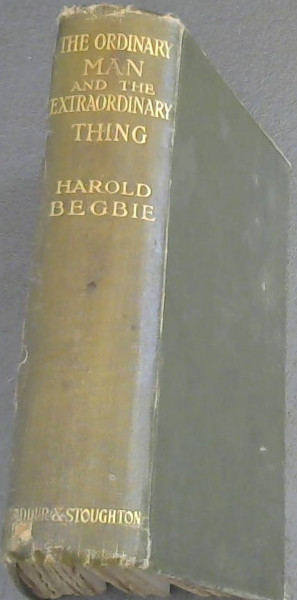 THE ORDINARY
MAN
AND THE
EXTRAORDINARY
THING
HAROLD
BEGBIE
& STOUGHTON